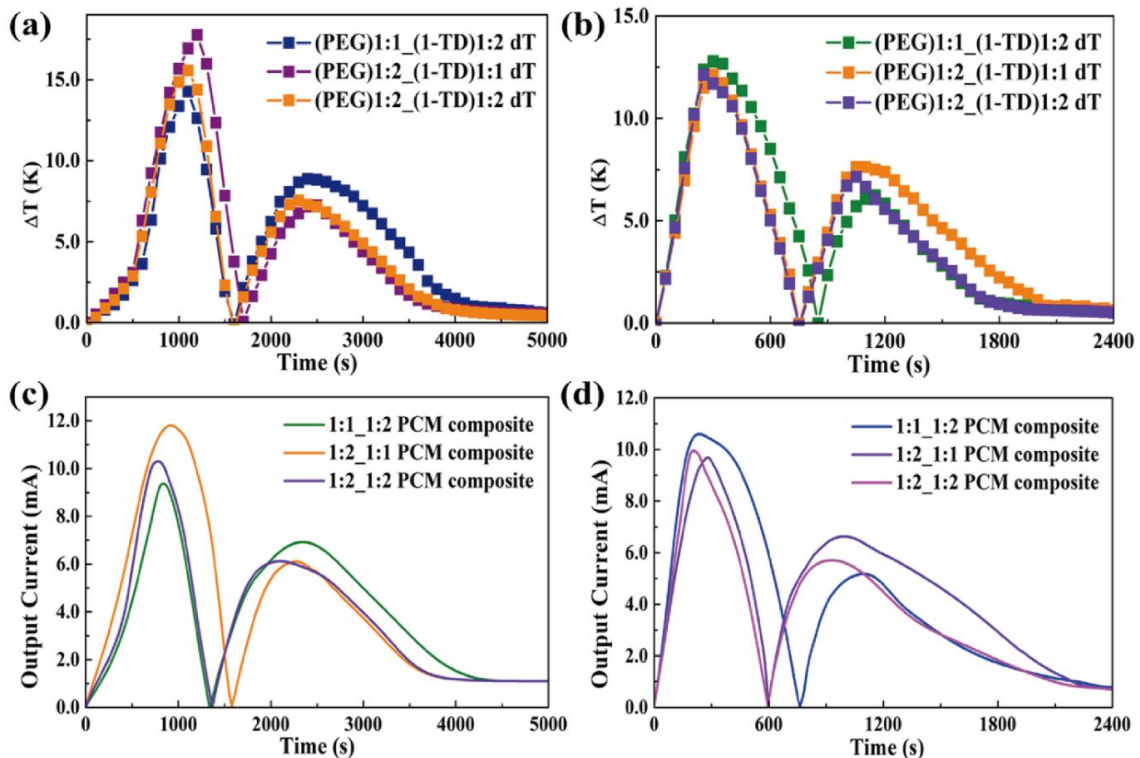 (a)
(PEG)1:1_(1-TD)1:2 dT
(PEG)1:2_(1-TD)1:1 dT
(PEG)1:2_(1-TD)1:2 dT
ΔT (K)
15.0
10.0
5.0
0.0
0 1000 2000 3000 4000 5000
Time (s)
(b)
(PEG)1:1_(1-TD)1:2 dT
(PEG)1:2_(1-TD)1:1 dT
(PEG)1:2_(1-TD)1:2 dT
ΔT (K)
15.0
10.0
5.0
0.0
0 600 1200 1800 2400
Time (s)
(c)
1:1_1:2 PCM composite
1:2_1:1 PCM composite
1:2_1:2 PCM composite
Output Current (mA)
12.0
10.0
8.0
6.0
4.0
2.0
0.0
0 1000 2000 3000 4000 5000
Time (s)
(d)
1:1_1:2 PCM composite
1:2_1:1 PCM composite
1:2_1:2 PCM composite
Output Current (mA)
12.0
10.0
8.0
6.0
4.0
2.0
0.0
0 600 1200 1800 2400
Time (s)